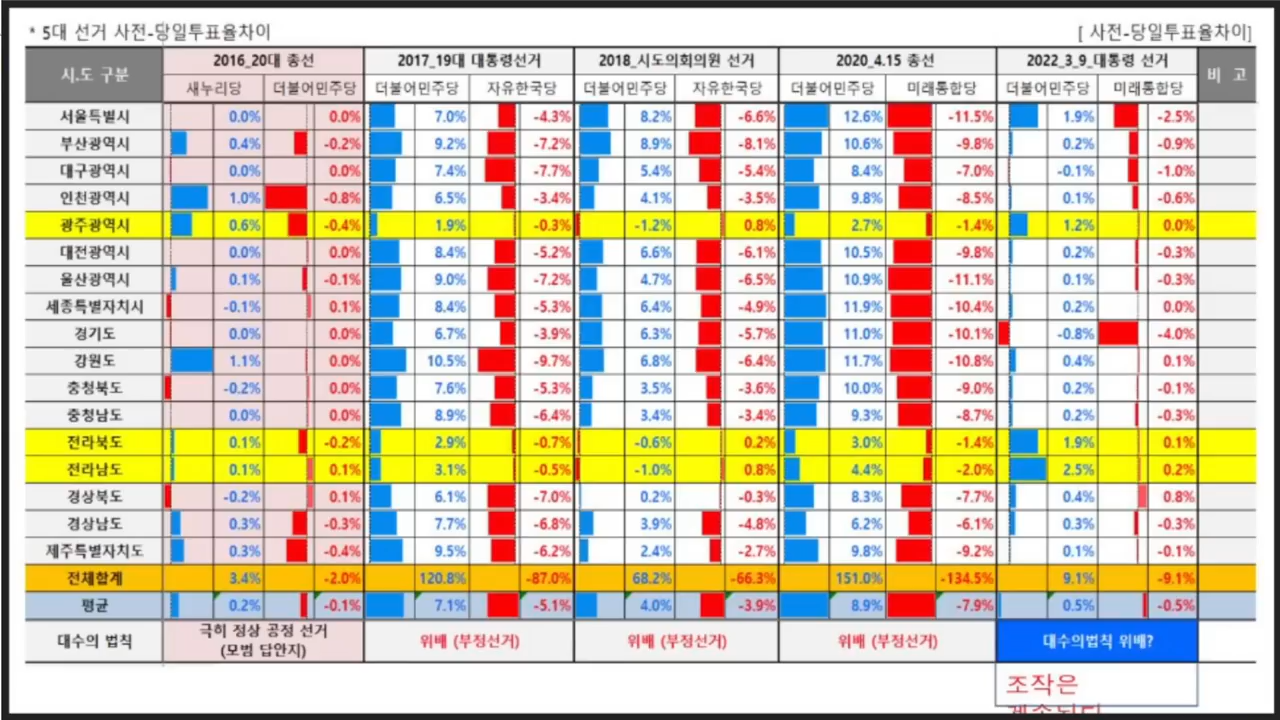 * 5대 선거 사전-당일투표율차이
[ 사전-당일투표율차이]
시.도 구분 2016_20대 총선 2017_19대 대통령선거 2018_시도의회의원 선거 2020_4.15 총선 2022_3_9_대통령 선거 비 고
새누리당 더불어민주당 더불어민주당 자유한국당 더불어민주당 자유한국당 더불어민주당 미래통합당 더불어민주당 미래통합당
서울특별시 0.0% 0.0% 7.0% -4.3% 8.2% -6.6% 12.6% -11.5% 1.9% -2.5%
부산광역시 0.4% -0.2% 9.2% -7.2% 8.9% -8.1% 10.6% -9.8% 0.2% -0.9%
대구광역시 0.0% 0.0% 7.4% -7.7% 5.4% -5.4% 8.4% -7.0% -0.1% -1.0%
인천광역시 1.0% -0.8% 6.5% -3.4% 4.1% -3.5% 9.8% -8.5% 0.1% -0.6%
광주광역시 0.6% -0.4% 1.9% -0.3% -1.2% 0.8% 2.7% -1.4% 1.2% 0.0%
대전광역시 0.0% 0.0% 8.4% -5.2% 6.6% -6.1% 10.5% -9.8% 0.2% -0.3%
울산광역시 0.1% -0.1% 9.0% -7.2% 4.7% -6.5% 10.9% -11.1% 0.1% -0.3%
세종특별자치시 -0.1% 0.1% 8.4% -5.3% 6.4% -4.9% 11.9% -10.4% 0.2% 0.0%
경기도 0.0% 0.0% 6.7% -3.9% 6.3% -5.7% 11.0% -10.1% -0.8% -4.0%
강원도 1.1% 0.0% 10.5% -9.7% 6.8% -6.4% 11.7% -10.8% 0.4% 0.1%
충청북도 -0.2% 0.0% 7.6% -5.3% 3.5% -3.6% 10.0% -9.0% 0.2% -0.1%
충청남도 0.0% 0.0% 8.9% -6.4% 3.4% -3.4% 9.3% -8.7% 0.2% -0.3%
전라북도 0.1% -0.2% 2.9% -0.7% -0.6% 0.2% 3.0% -1.4% 1.9% 0.1%
전라남도 0.1% 0.1% 3.1% -0.5% -1.0% 0.8% 4.4% -2.0% 2.5% 0.2%
경상북도 -0.2% 0.1% 6.1% -7.0% 0.2% -0.3% 8.3% -7.7% 0.4% 0.8%
경상남도 0.3% -0.3% 7.7% -6.8% 3.9% -4.8% 6.2% -6.1% 0.3% -0.3%
제주특별자치도 0.3% -0.4% 9.5% -6.2% 2.4% -2.7% 9.8% -9.2% 0.1% -0.1%
전체합계 3.4% -2.0% 120.8% -87.0% 68.2% -66.3% 151.0% -134.5% 9.1% -9.1%
평균 0.2% -0.1% 7.1% -5.1% 4.0% -3.9% 8.9% -7.9% 0.5% -0.5%
대수의 법칙 극히 정상 공정 선거 위배 (부정선거) 위배 (부정선거) 위배 (부정선거) 대수의법칙 위배?
(모범 답안지)
조작은